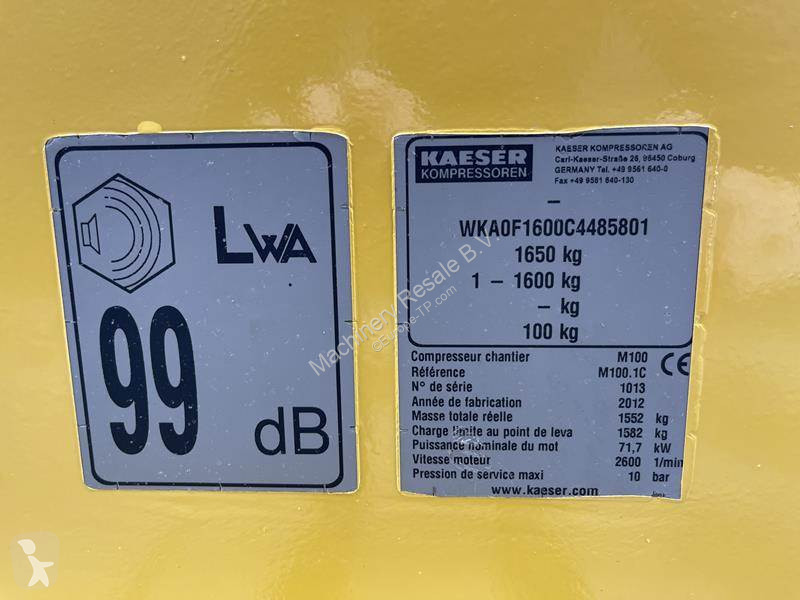 LWA
99
dB
KAESER
KOMPRESSOREN
KAESER KOMPRESSOREN AG
Carl-Kaeser-Straße 26, 96450 Coburg
GERMANY Tel. +49 9561 640-0
Fax +49 9561 640-130
–
WKA0F1600C4485801
1650 kg
1 – 1600 kg
– kg
100 kg
Compresseur chantier M100
Référence M100.1C
N° de série 1013
Année de fabrication 2012
Masse totale réelle 1552 kg
Charge limite au point de leva 1582 kg
Puissance nominale du mot 71,7 kW
Vitesse moteur 2600 1/min
Pression de service maxi 10 bar
CE
www.kaeser.com
Machinery Resale B.V.
©Europe-TP.com